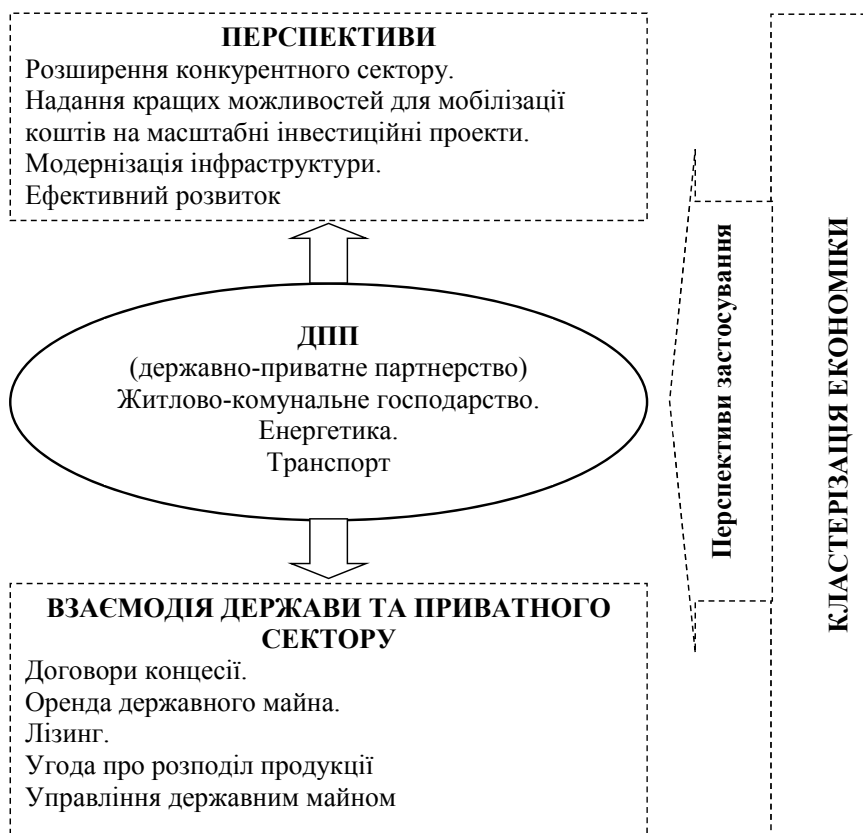 ПЕРСПЕКТИВИ
Розширення конкурентного сектору.
Надання кращих можливостей для мобілізації
коштів на масштабні інвестиційні проекти.
Модернізація інфраструктури.
Ефективний розвиток
ДПП
(державно-приватне партнерство)
Житлово-комунальне господарство.
Енергетика.
Транспорт
ВЗАЄМОДІЯ ДЕРЖАВИ ТА ПРИВАТНОГО
СЕКТОРУ
Договори концесії.
Оренда державного майна.
Лізинг.
Угода про розподіл продукції
Управління державним майном
Перспективи застосування
КЛАСТЕРІЗАЦІЯ ЕКОНОМІКИ